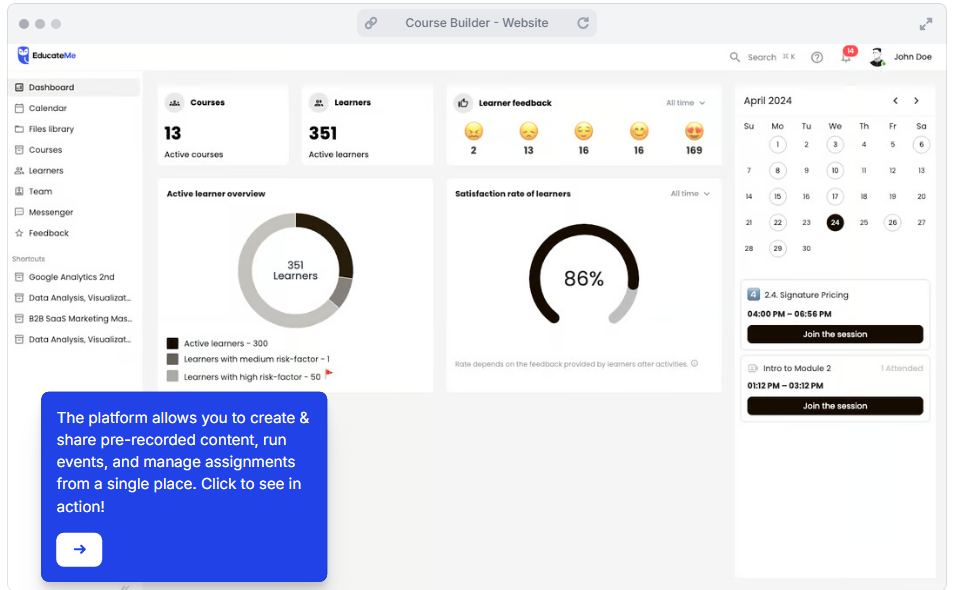 Course Builder - Website
EducateMe
Search ⌘ K
14
John Doe
Dashboard
Calendar
Files library
Courses
Learners
Team
Messenger
Feedback
Shortcuts
Google Analytics 2nd
Data Analysis, Visualizat...
B2B SaaS Marketing Mas...
Data Analysis, Visualizat...
Courses
13
Active courses
Learners
351
Active learners
Learner feedback
All time
2 13 16 16 169
Active learner overview
351
Learners
Active learners - 300
Learners with medium risk-factor - 1
Learners with high risk-factor - 50
Satisfaction rate of learners
All time
86%
Rate depends on the feedback provided by learners after activities.
April 2024
Su Mo Tu We Th Fr Sa
1 2 3 4 5 6
7 8 9 10 11 12 13
14 15 16 17 18 19 20
21 22 23 24 25 26 27
28 29 30
4 2.4. Signature Pricing
04:00 PM – 06:56 PM
Join the session
Intro to Module 2 1 Attended
01:12 PM – 03:12 PM
Join the session
The platform allows you to create &
share pre-recorded content, run
events, and manage assignments
from a single place. Click to see in
action!